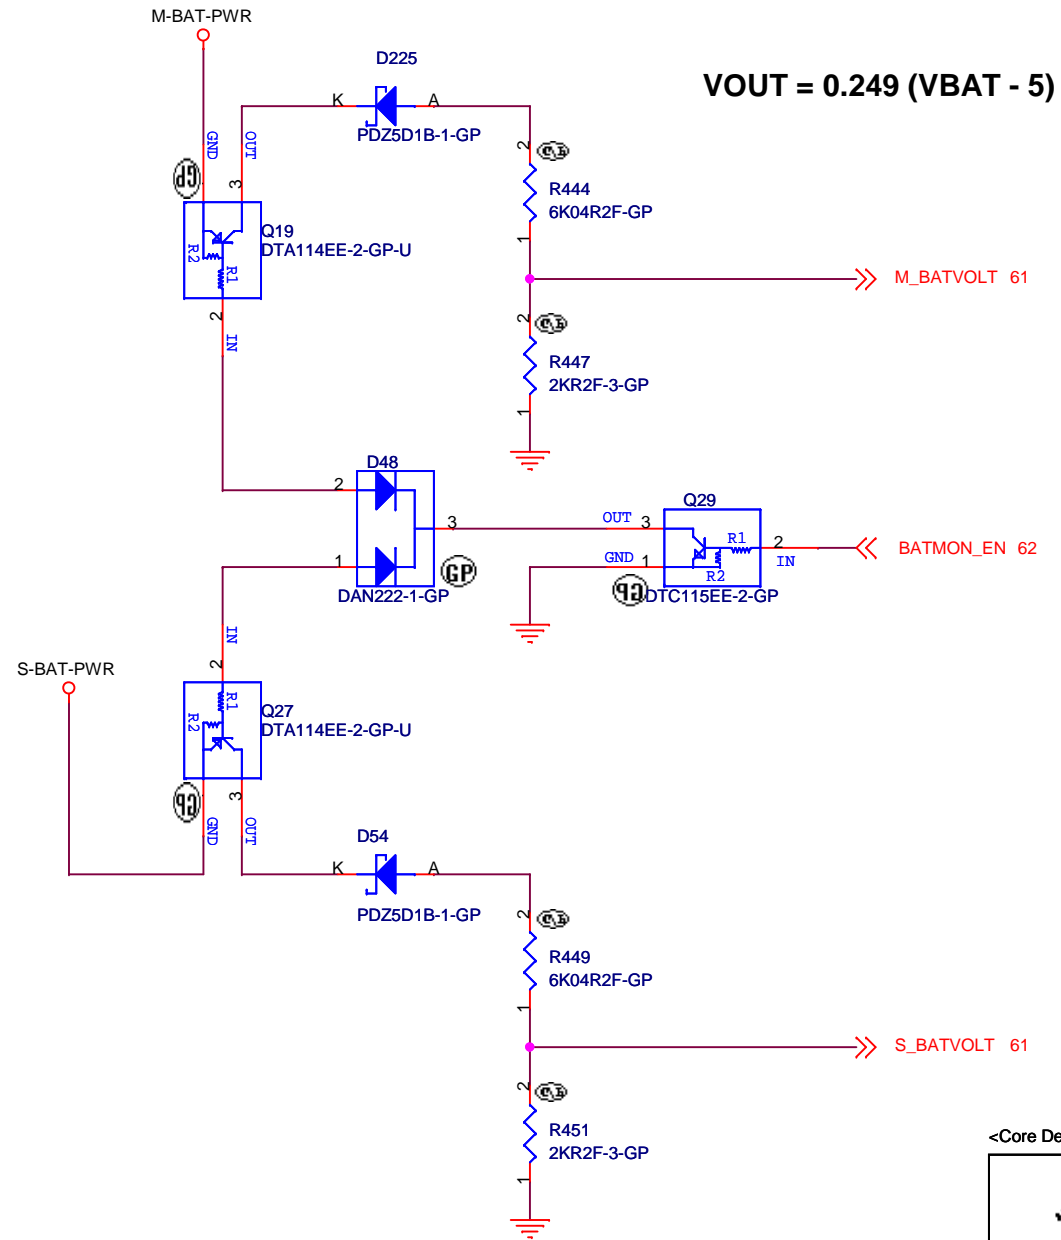 M-BAT-PWR
D225
VOUT = 0.249 (VBAT - 5)
K
A
PDZ5D1B-1-GP
GND
OUT
GP
3
2
R444
6K04R2F-GP
1
Q19
DTA114EE-2-GP-U
R2
R1
2
IN
M_BATVOLT 61
2
R447
2KR2F-3-GP
1
D48
2
3
1
GP
DAN222-1-GP
Q29
OUT 3
GND 1
R1
R2
2
IN
GP
DTC115EE-2-GP
BATMON_EN 62
S-BAT-PWR
IN
2
R1
R2
Q27
DTA114EE-2-GP-U
GP
3
GND
OUT
D54
K
A
PDZ5D1B-1-GP
2
R449
6K04R2F-GP
1
S_BATVOLT 61
2
R451
2KR2F-3-GP
1
<Core De